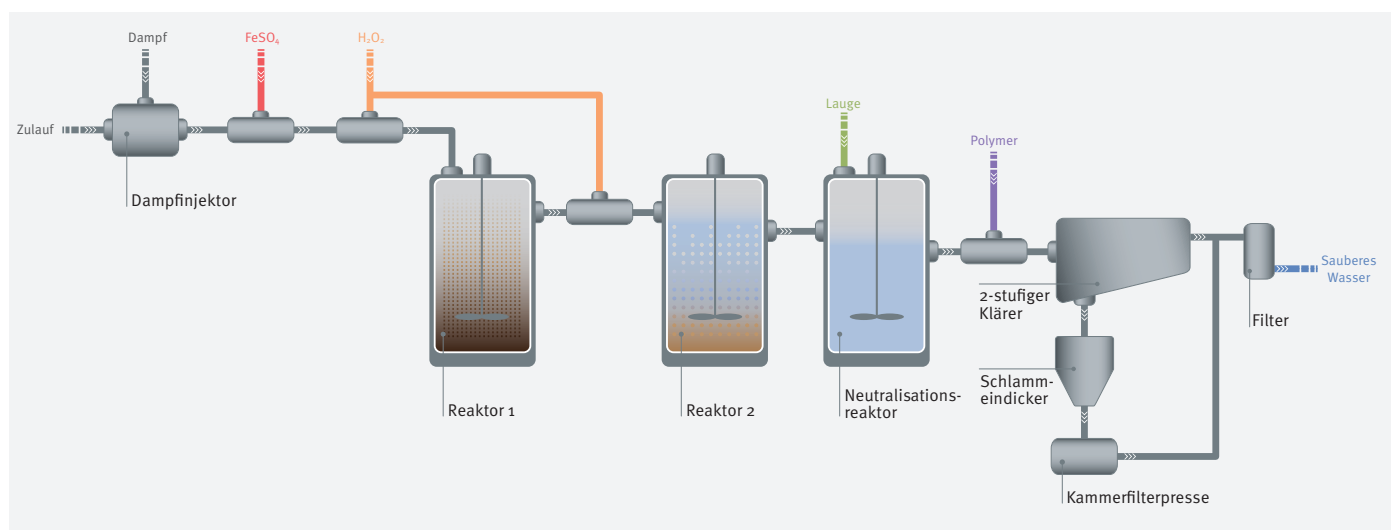 Dampf
FeSO₄
H₂O₂
Zulauf
Lauge
Polymer
Dampfinjektor
Sauberes
Wasser
2-stufiger
Klärer
Filter
Schlamm-
eindicker
Reaktor 1
Reaktor 2
Neutralisations-
reaktor
Kammerfilterpresse